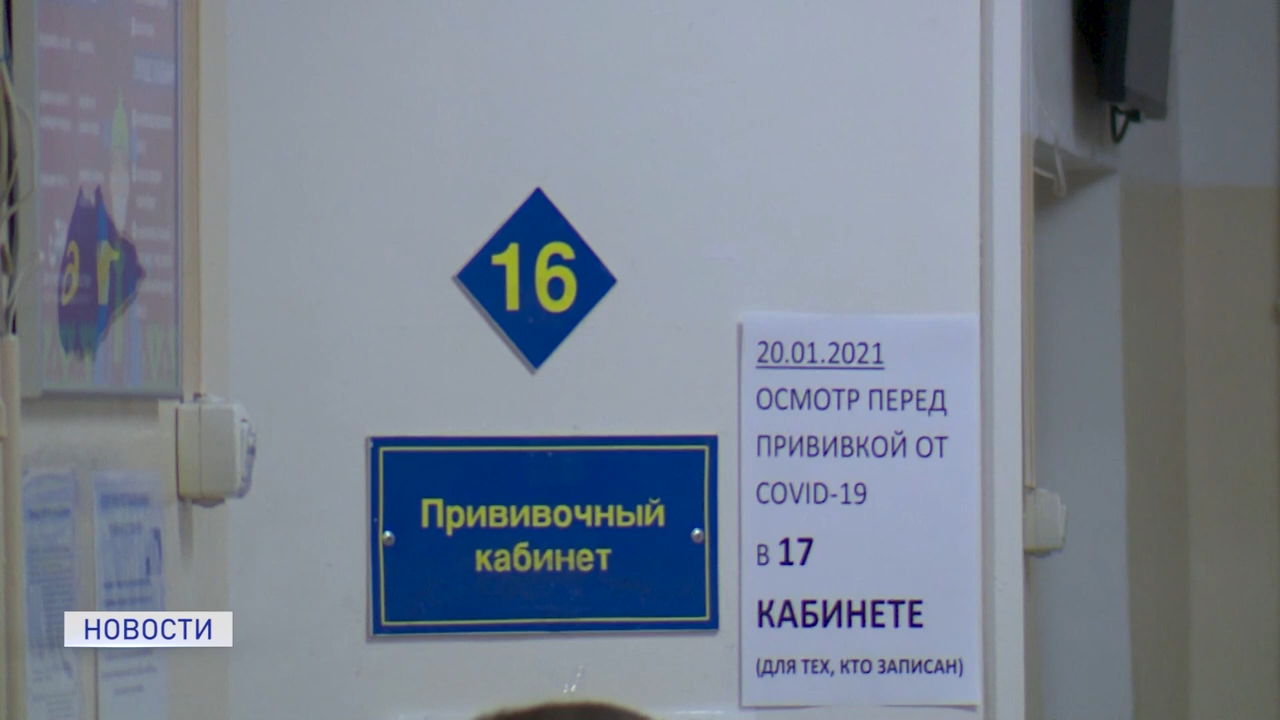 16
Прививочный
кабинет
20.01.2021
ОСМОТР ПЕРЕД
ПРИВИВКОЙ ОТ
COVID-19
В 17
КАБИНЕТЕ
(ДЛЯ ТЕХ, КТО ЗАПИСАН)
НОВОСТИ